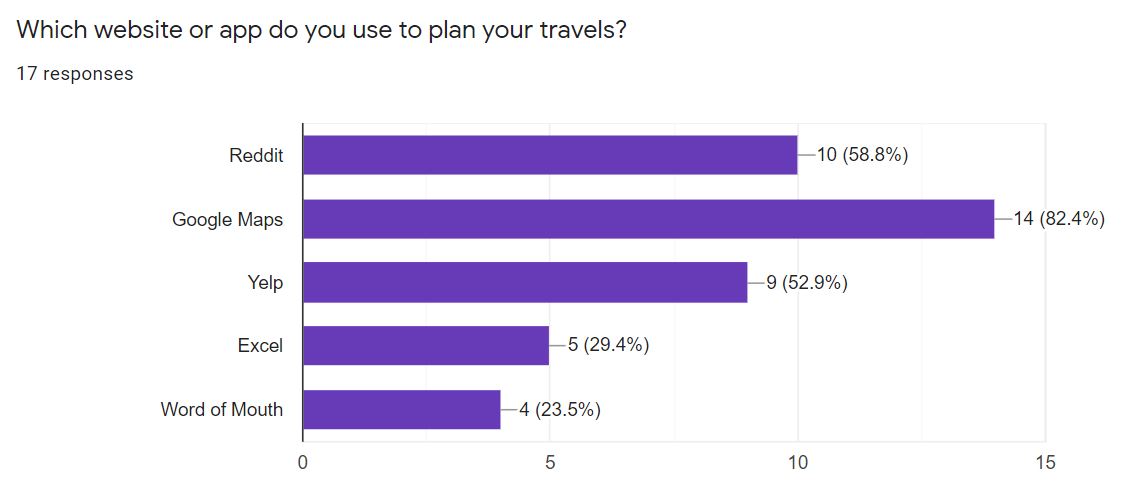 Which website or app do you use to plan your travels?
17 responses
Reddit 10 (58.8%)
Google Maps 14 (82.4%)
Yelp 9 (52.9%)
Excel 5 (29.4%)
Word of Mouth 4 (23.5%)
0 5 10 15